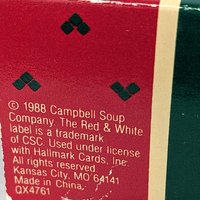 © 1988 Campbell Soup
Company. The Red & White
label is a trademark
of CSC. Used under license
with Hallmark Cards, Inc.
All rights reserved.
Kansas City, MO 64141
Made in China.
QX4761